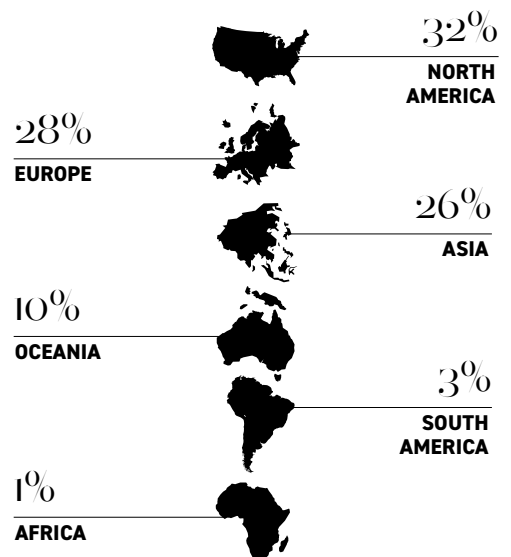 32%
NORTH
AMERICA
28%
EUROPE
26%
ASIA
10%
OCEANIA
3%
SOUTH
AMERICA
1%
AFRICA